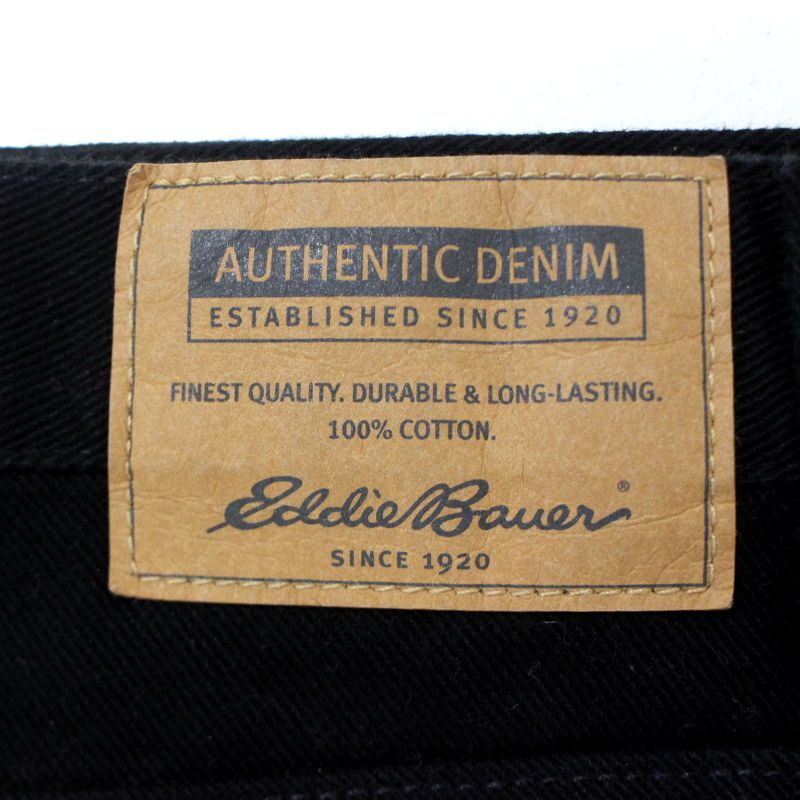 AUTHENTIC DENIM
ESTABLISHED SINCE 1920
FINEST QUALITY. DURABLE & LONG-LASTING.
100% COTTON.
Eddie Bauer®
SINCE 1920